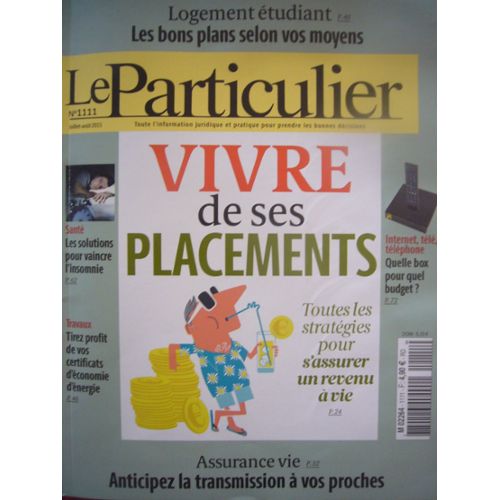 Logement étudiant P.48
Les bons plans selon vos moyens
Le Particulier
N°1111
Juillet-août 2015
Toute l'information juridique et pratique pour prendre les bonnes décisions
VIVRE
de ses
PLACEMENTS
Santé
Les solutions
pour vaincre
l'insomnie
P.62
Travaux
Tirez profit
de vos
certificats
d'économie
d'énergie
P.46
Internet, télé,
téléphone
Quelle box
pour quel
budget ?
P.72
Toutes les
stratégies
pour
s'assurer
un revenu
à vie
P.24
M 02264 - 1111 - F: 4,90 € RD
Assurance vie P.52
Anticipez la transmission à vos proches